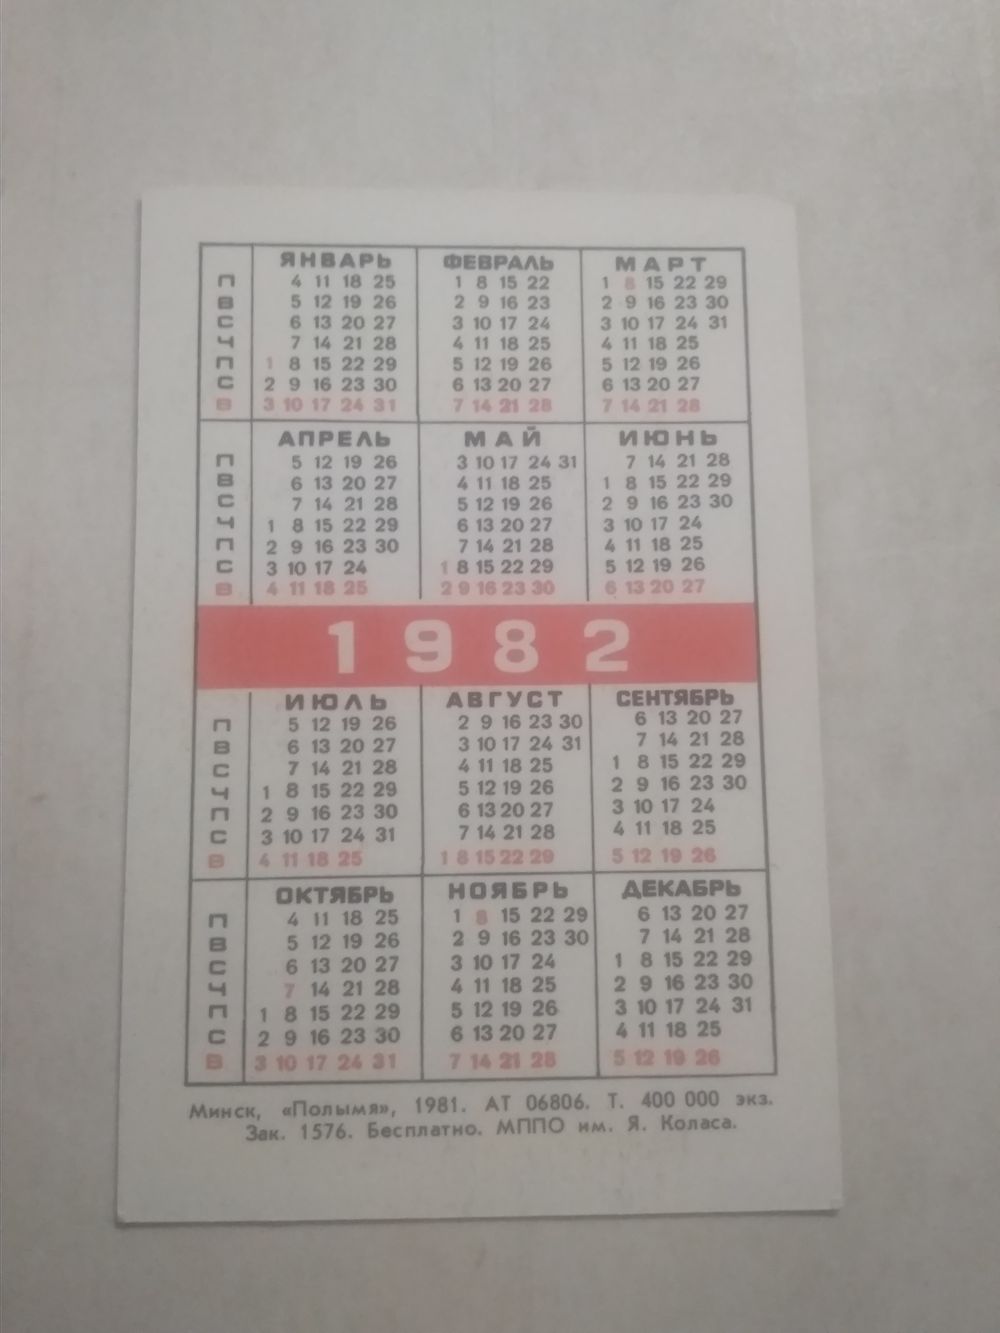 ЯНВАРЬ ФЕВРАЛЬ МАРТ
П 4 11 18 25 1 8 15 22 1 8 15 22 29
В 5 12 19 26 2 9 16 23 2 9 16 23 30
С 6 13 20 27 3 10 17 24 3 10 17 24 31
Ч 7 14 21 28 4 11 18 25 4 11 18 25
П 1 8 15 22 29 5 12 19 26 5 12 19 26
С 2 9 16 23 30 6 13 20 27 6 13 20 27
В 3 10 17 24 31 7 14 21 28 7 14 21 28
АПРЕЛЬ МАЙ ИЮНЬ
П 5 12 19 26 3 10 17 24 31 7 14 21 28
В 6 13 20 27 4 11 18 25 1 8 15 22 29
С 7 14 21 28 5 12 19 26 2 9 16 23 30
Ч 1 8 15 22 29 6 13 20 27 3 10 17 24
П 2 9 16 23 30 7 14 21 28 4 11 18 25
С 3 10 17 24 1 8 15 22 29 5 12 19 26
В 4 11 18 25 2 9 16 23 30 6 13 20 27
1982
ИЮЛЬ АВГУСТ СЕНТЯБРЬ
П 5 12 19 26 2 9 16 23 30 6 13 20 27
В 6 13 20 27 3 10 17 24 31 7 14 21 28
С 7 14 21 28 4 11 18 25 1 8 15 22 29
Ч 1 8 15 22 29 5 12 19 26 2 9 16 23 30
П 2 9 16 23 30 6 13 20 27 3 10 17 24
С 3 10 17 24 31 7 14 21 28 4 11 18 25
В 4 11 18 25 1 8 15 22 29 5 12 19 26
ОКТЯБРЬ НОЯБРЬ ДЕКАБРЬ
П 4 11 18 25 1 8 15 22 29 6 13 20 27
В 5 12 19 26 2 9 16 23 30 7 14 21 28
С 6 13 20 27 3 10 17 24 1 8 15 22 29
Ч 7 14 21 28 4 11 18 25 2 9 16 23 30
П 1 8 15 22 29 5 12 19 26 3 10 17 24 31
С 2 9 16 23 30 6 13 20 27 4 11 18 25
В 3 10 17 24 31 7 14 21 28 5 12 19 26
Минск, «Полымя», 1981. АТ 06806. Т. 400 000 экз.
Зак. 1576. Бесплатно. МППО им. Я. Коласа.